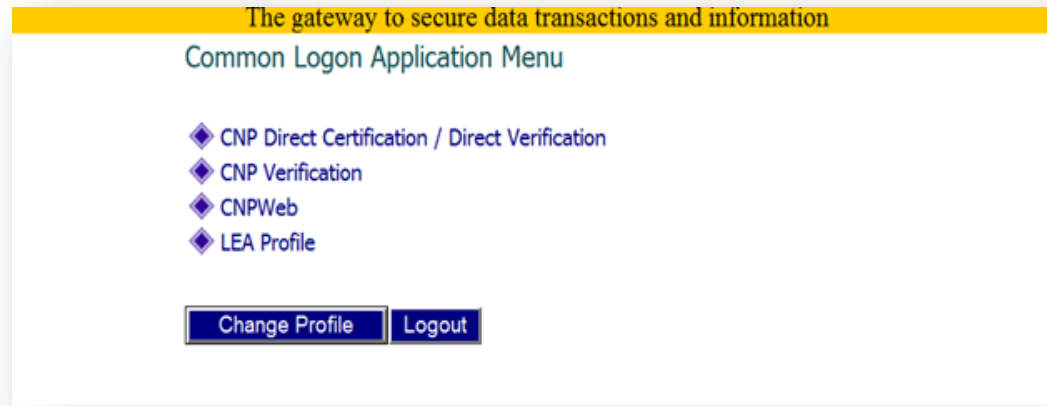 The gateway to secure data transactions and information
Common Logon Application Menu
CNP Direct Certification / Direct Verification
CNP Verification
CNPWeb
LEA Profile
Change Profile Logout